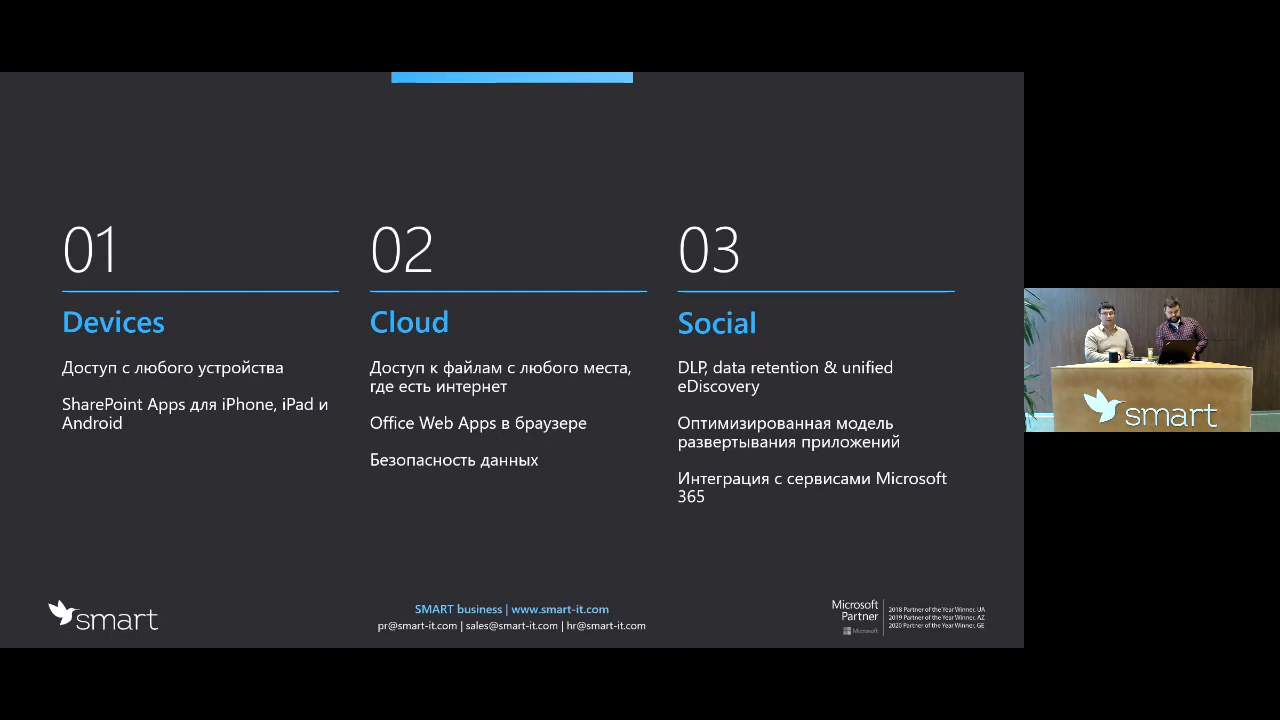 01
Devices
Доступ с любого устройства
SharePoint Apps для iPhone, iPad и
Android
02
Cloud
Доступ к файлам с любого места,
где есть интернет
Office Web Apps в браузере
Безопасность данных
03
Social
DLP, data retention & unified
eDiscovery
Оптимизированная модель
развертывания приложений
Интеграция с сервисами Microsoft
365
smart
SMART business | www.smart-it.com
pr@smart-it.com | sales@smart-it.com | hr@smart-it.com
Microsoft
Partner
Microsoft
2018 Partner of the Year Winner, UA
2019 Partner of the Year Winner, AZ
2020 Partner of the Year Winner, GE
smart